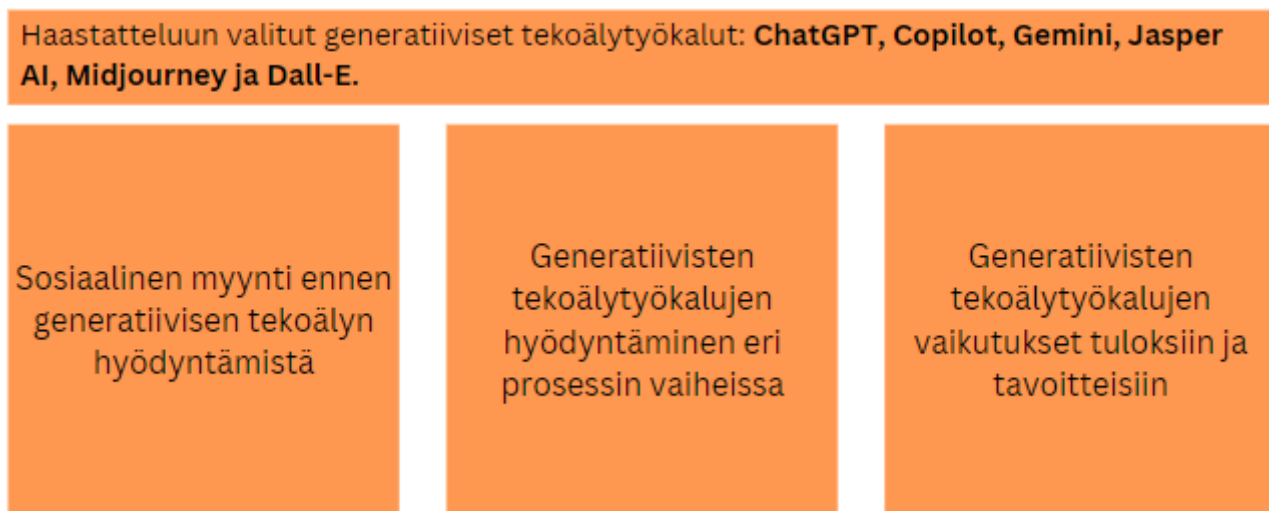 Haastatteluun valitut generatiiviset tekoälytyökalut: ChatGPT, Copilot, Gemini, Jasper
AI, Midjourney ja Dall-E.
Sosiaalinen myynti ennen
generatiivisen tekoälyn
hyödyntämistä
Generatiivisten
tekoälytyökalujen
hyödyntäminen eri
prosessin vaiheissa
Generatiivisten
tekoälytyökalujen
vaikutukset tuloksiin ja
tavoitteisiin